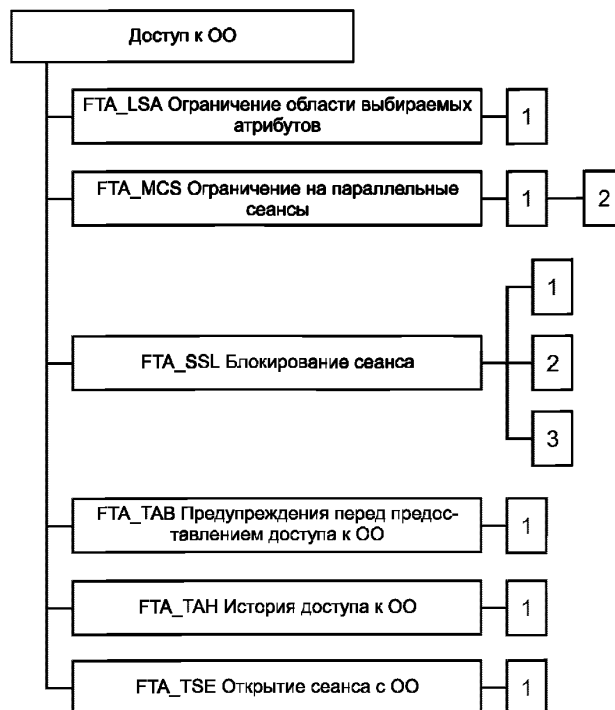 Доступ к ОО
FTA_LSA Ограничение области выбираемых
атрибутов
1
FTA_MCS Ограничение на параллельные
сеансы
1
2
1
FTA_SSL Блокирование сеанса
2
3
FTA_TAB Предупреждения перед предос-
тавлением доступа к ОО
1
FTA_TAH История доступа к ОО
1
FTA_TSE Открытие сеанса с ОО
1